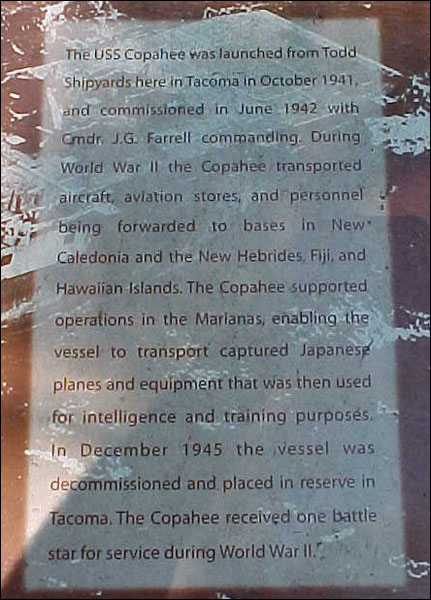 The USS Copahee was launched from Todd
Shipyards here in Tacoma in October 1941,
and commissioned in June 1942 with
Cmdr. J.G. Farrell commanding. During
World War II the Copahee transported
aircraft, aviation stores, and personnel
being forwarded to bases in New
Caledonia and the New Hebrides, Fiji, and
Hawaiian Islands. The Copahee supported
operations in the Marianas, enabling the
vessel to transport captured Japanese
planes and equipment that was then used
for intelligence and training purposes.
In December 1945 the vessel was
decommissioned and placed in reserve in
Tacoma. The Copahee received one battle
star for service during World War II.